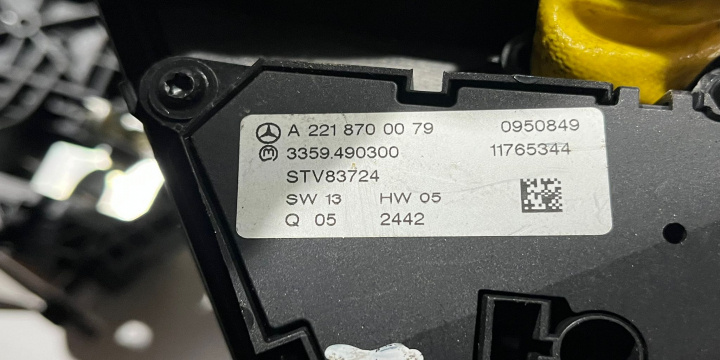 A 221 870 00 79 0950849
3359.490300 11765344
STV83724
SW 13 HW 05
Q 05 2442